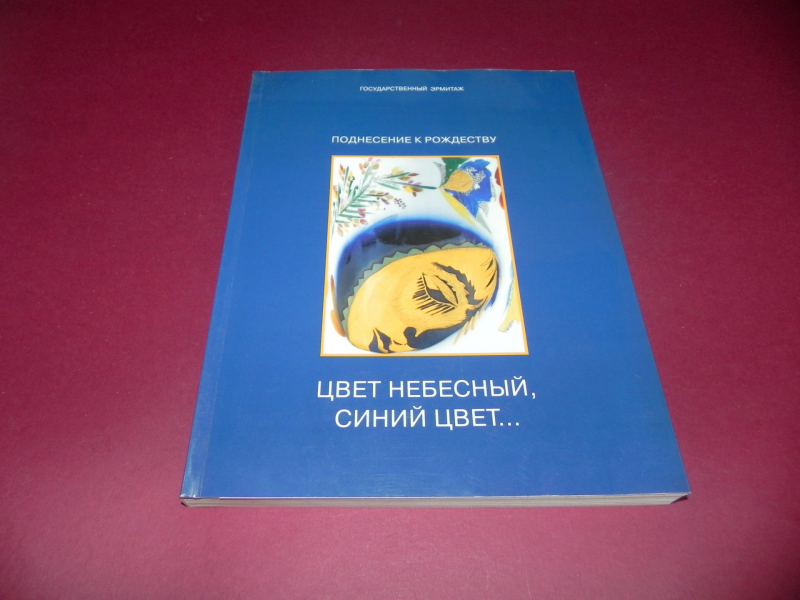 ГОСУДАРСТВЕННЫЙ ЭРМИТАЖ
ПОДНЕСЕНИЕ К РОЖДЕСТВУ
ЦВЕТ НЕБЕСНЫЙ,
СИНИЙ ЦВЕТ...